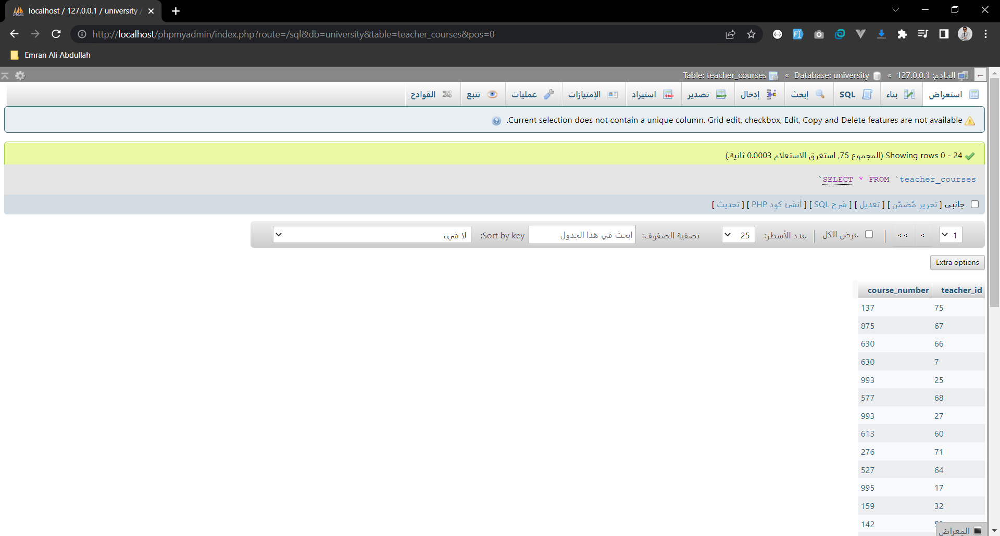 localhost / 127.0.0.1 / university /
http://localhost/phpmyadmin/index.php?route=/sql&db=university&table=teacher_courses&pos=0
Emran Ali Abdullah
الخادم: 127.0.0.1 » Database: university » Table: teacher_courses
استعراض بناء SQL إبحث إدخال تصدير استيراد الإمتيازات عمليات تتبع القوادح
Current selection does not contain a unique column. Grid edit, checkbox, Edit, Copy and Delete features are not available.
Showing rows 0 - 24 (المجموع 75, استغرق الاستعلام 0.0003 ثانية.)
SELECT * FROM `teacher_courses`
جانبي [ تحرير مُضمّن ] [ تعديل ] [ شرح SQL ] [ أنشئ كود PHP ] [ تحديث ]
1 > >> | عرض الكل | عدد الأسطر: 25 تصفية الصفوف: ابحث في هذا الجدول Sort by key: لا شيء
Extra options
teacher_id course_number
75 137
67 875
66 630
7 630
25 993
68 577
27 993
60 613
71 276
64 527
17 995
32 159
142
المعراض